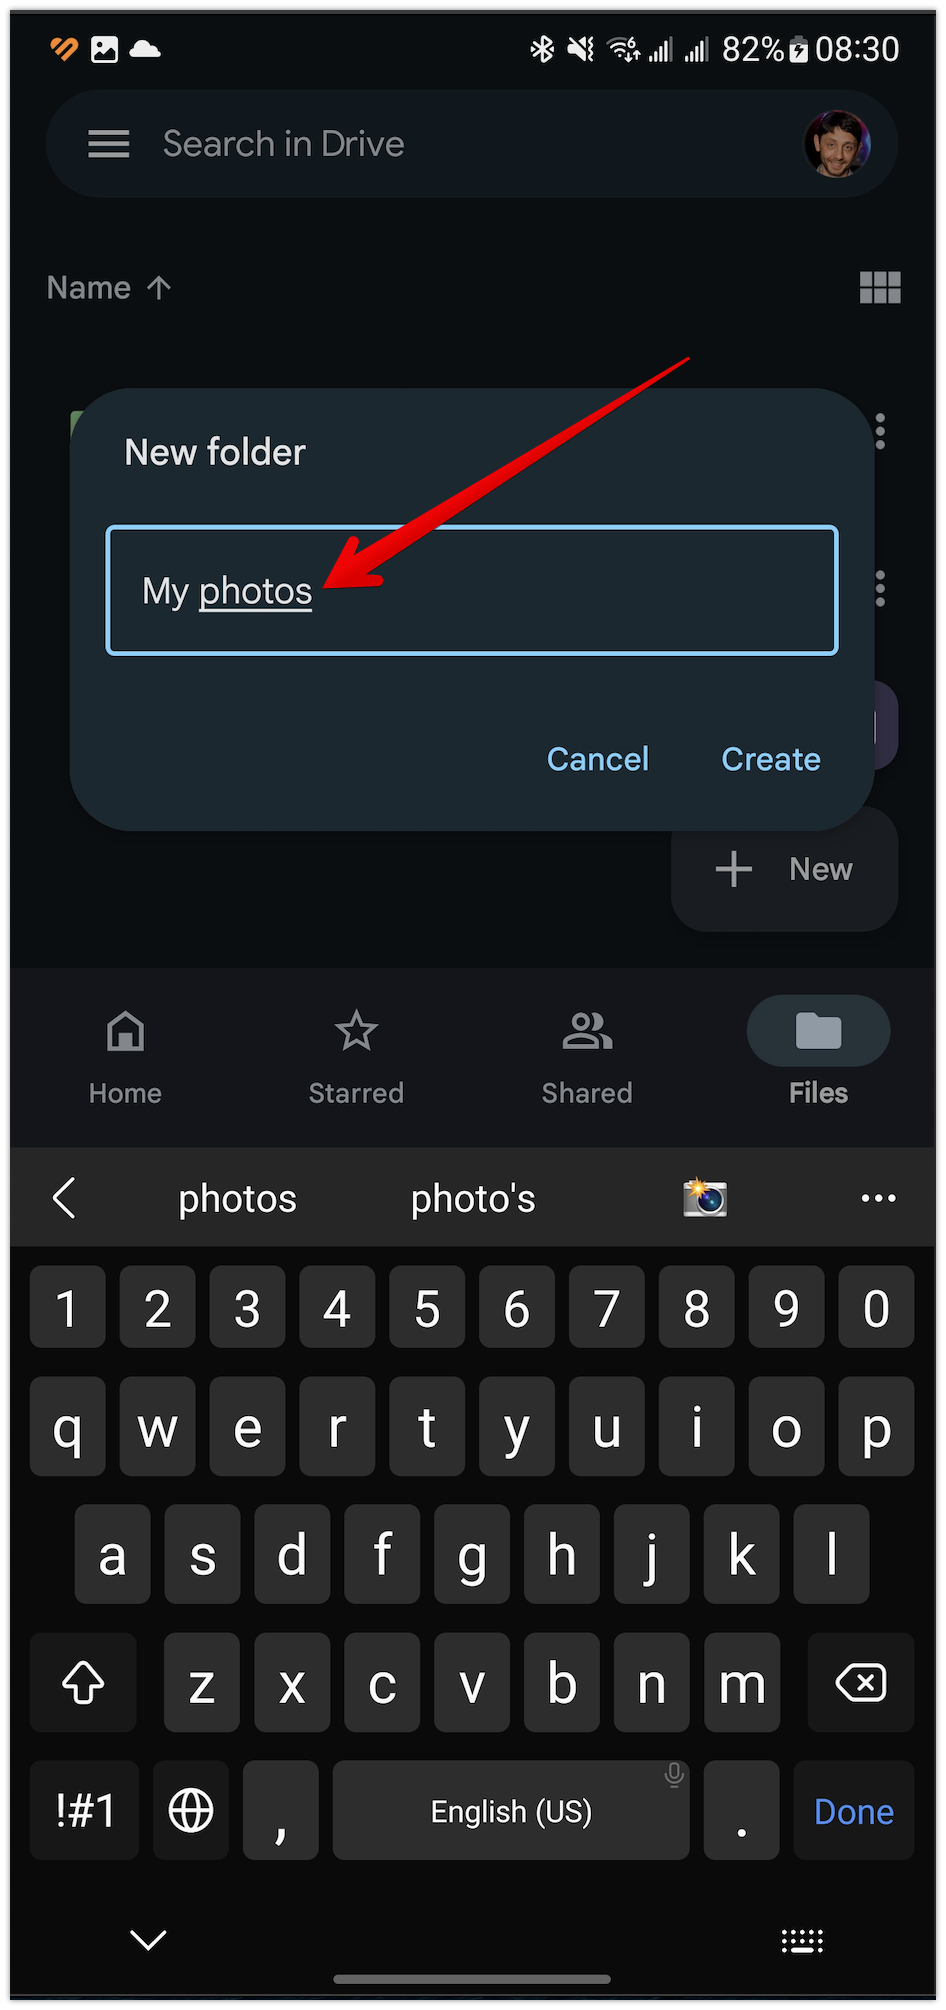 82% 08:30
Search in Drive
Name
New folder
My photos
Cancel Create
New
Home Starred Shared Files
photos photo's
1 2 3 4 5 6 7 8 9 0
q w e r t y u i o p
a s d f g h j k l
z x c v b n m
!#1 , English (US) . Done